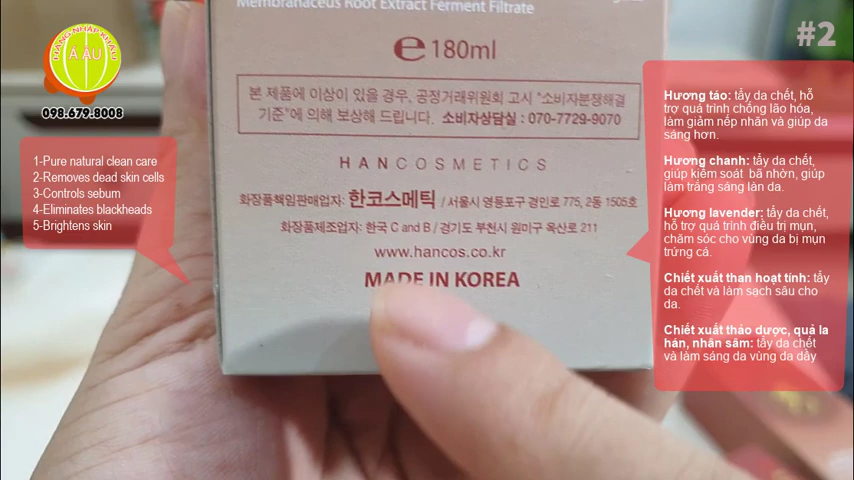 Membranaceus Root Extract Ferment Filtrate
#2
HÀNG NHẬP KHẨU
Á ÂU
098.679.8008
℮ 180ml
본 제품에 이상이 있을 경우, 공정거래위원회 고시 "소비자분쟁해결
기준"에 의해 보상해 드립니다. 소비자상담실 : 070-7729-9070
HANCOSMETICS
화장품책임판매업자: 한코스메틱 / 서울시 영등포구 경인로 775, 2동 1505호
화장품제조업자: 한국 C and B / 경기도 부천시 원미구 옥산로 211
www.hancos.co.kr
MADE IN KOREA
1-Pure natural clean care
2-Removes dead skin cells
3-Controls sebum
4-Eliminates blackheads
5-Brightens skin
Hương táo: tẩy da chết, hỗ
trợ quá trình chống lão hóa,
làm giảm nếp nhăn và giúp da
sáng hơn.
Hương chanh: tẩy da chết,
giúp kiểm soát bã nhờn, giúp
làm trắng sáng làn da.
Hương lavender: tẩy da chết,
hỗ trợ quá trình điều trị mụn,
chăm sóc cho vùng da bị mụn
trứng cá.
Chiết xuất than hoạt tính: tẩy
da chết và làm sạch sâu cho
da.
Chiết xuất thảo dược, quả la
hán, nhân sâm: tẩy da chết
và làm sáng da vùng da dầy